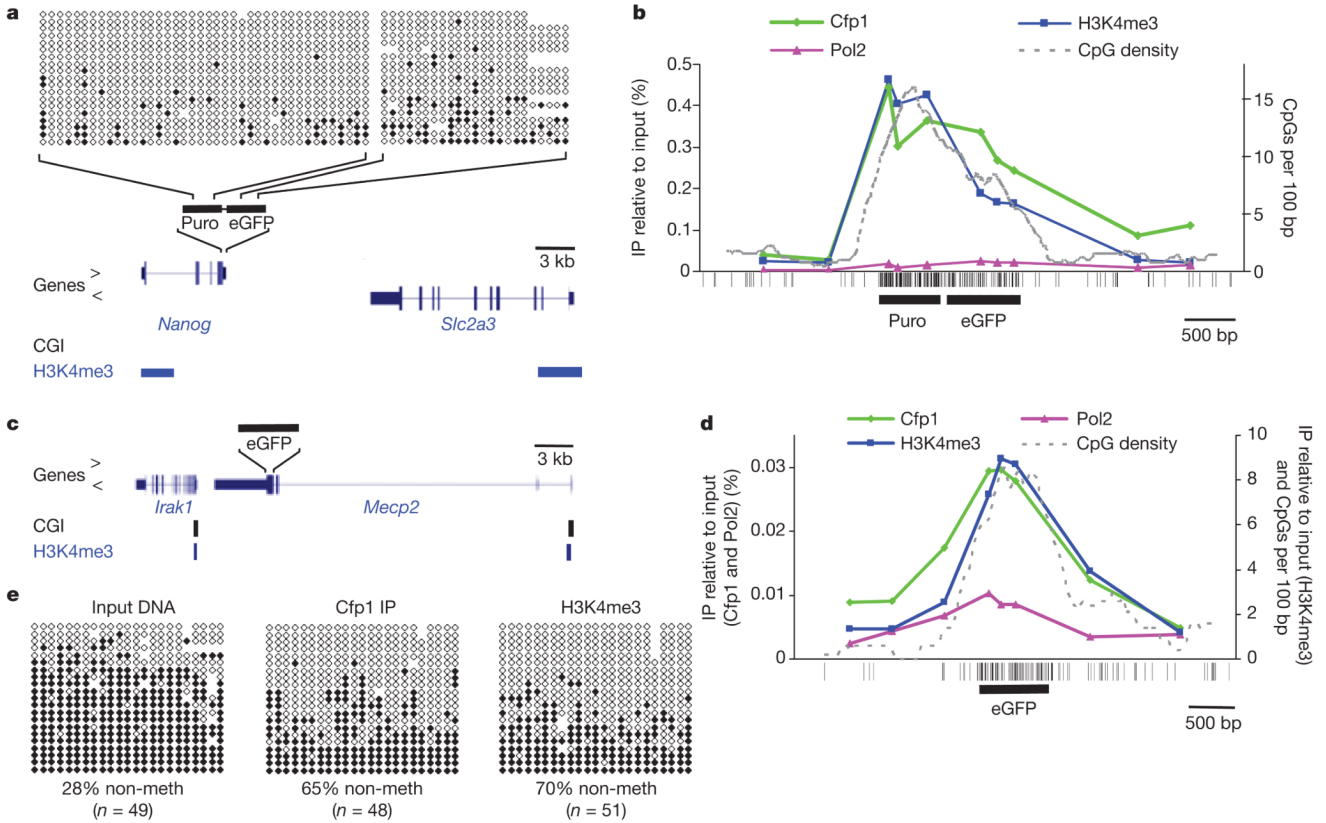 a
Puro eGFP
3 kb
Genes >
<
Nanog Slc2a3
CGI
H3K4me3
b
Cfp1 H3K4me3
Pol2 CpG density
IP relative to input (%)
0.5
0.4
0.3
0.2
0.1
0
CpGs per 100 bp
15
10
5
0
Puro eGFP
500 bp
c
eGFP
3 kb
Genes >
<
Irak1 Mecp2
CGI
H3K4me3
d
Cfp1 Pol2
H3K4me3 CpG density
IP relative to input
(Cfp1 and Pol2) (%)
0.03
0.02
0.01
0
IP relative to input (H3K4me3)
and CpGs per 100 bp
10
8
6
4
2
0
eGFP
500 bp
e
Input DNA Cfp1 IP H3K4me3
28% non-meth 65% non-meth 70% non-meth
(n = 49) (n = 48) (n = 51)